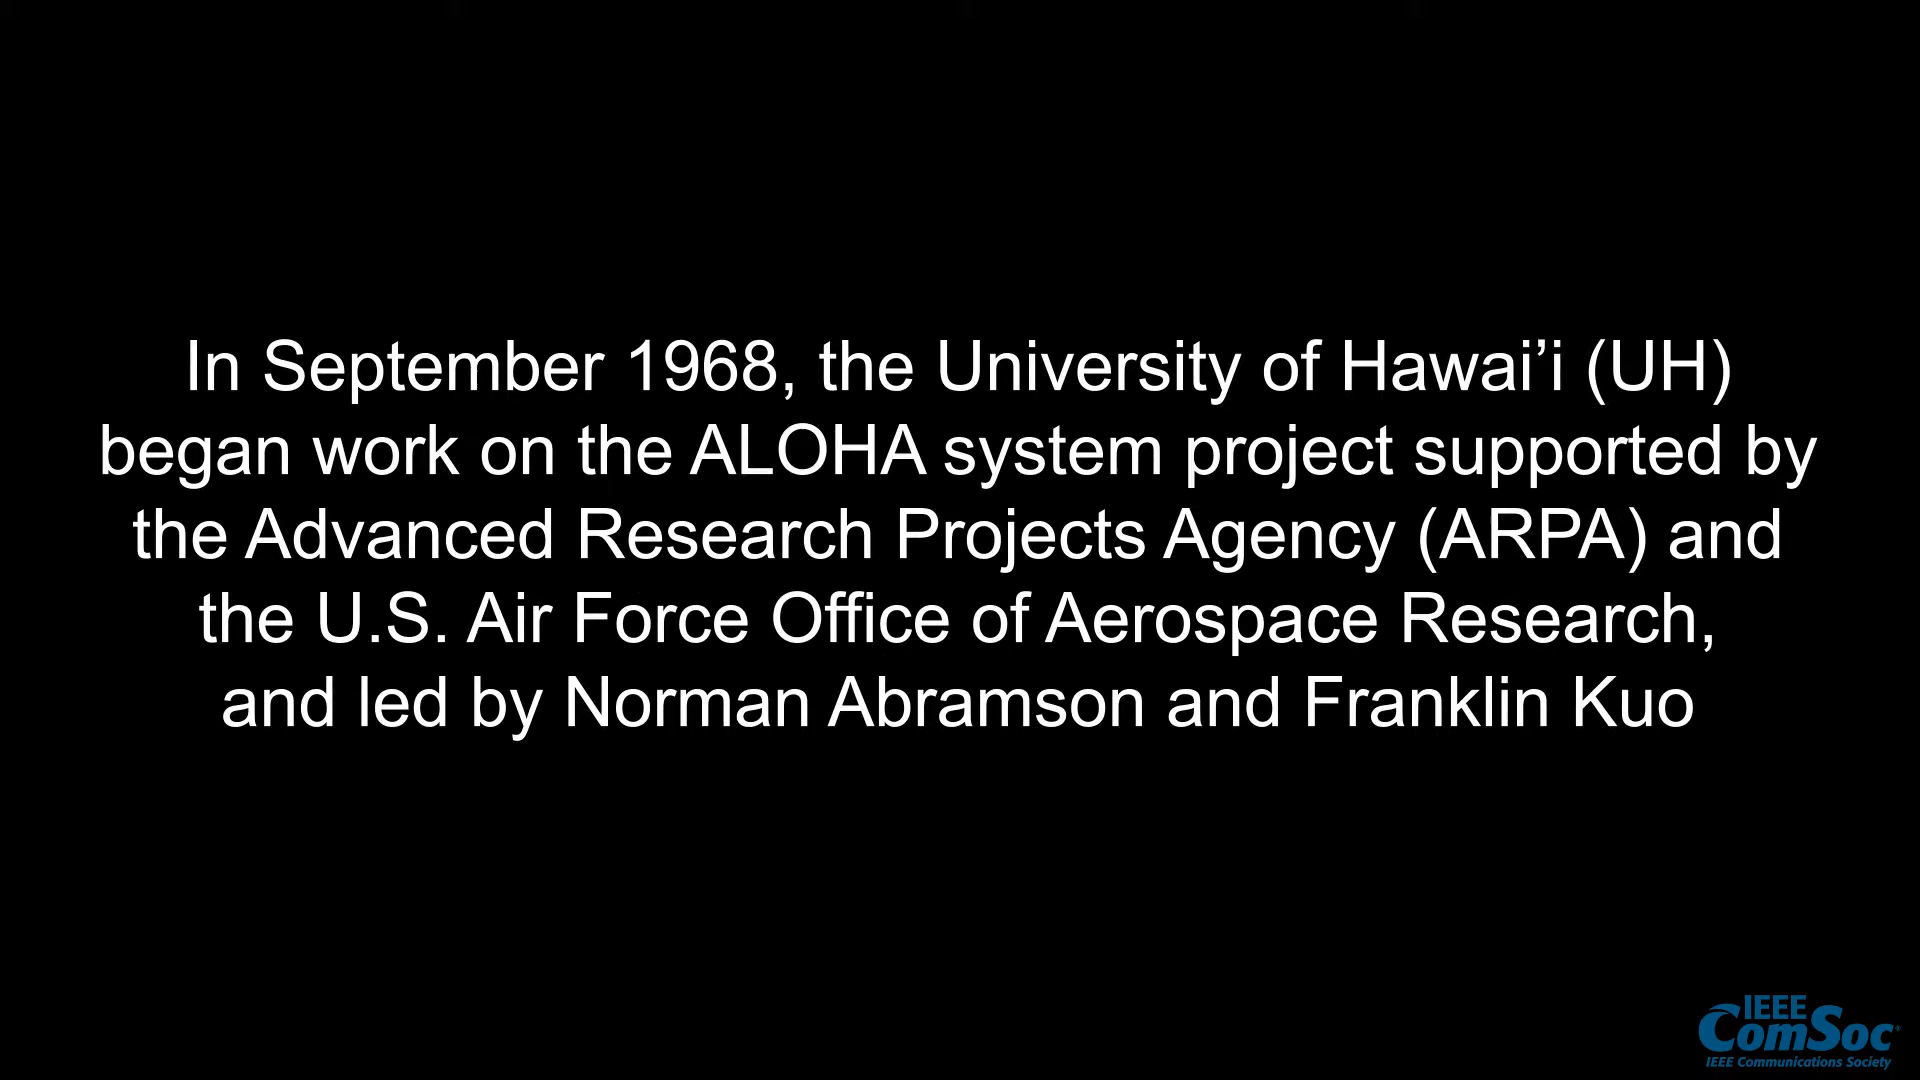 In September 1968, the University of Hawai’i (UH)
began work on the ALOHA system project supported by
the Advanced Research Projects Agency (ARPA) and
the U.S. Air Force Office of Aerospace Research,
and led by Norman Abramson and Franklin Kuo
IEEE
ComSoc®
IEEE Communications Society